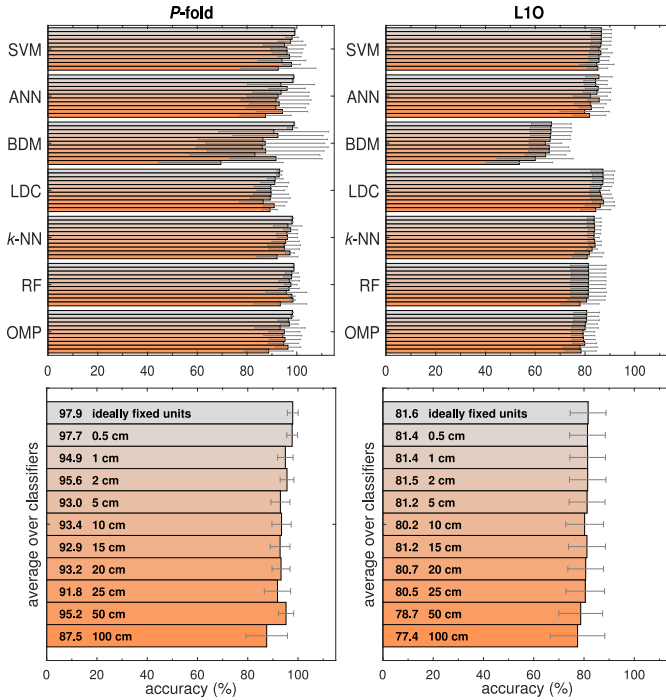 P-fold
SVM
ANN
BDM
LDC
k-NN
RF
OMP
0 20 40 60 80 100
L1O
SVM
ANN
BDM
LDC
k-NN
RF
OMP
0 20 40 60 80 100
average over classifiers
97.9 ideally fixed units
97.7 0.5 cm
94.9 1 cm
95.6 2 cm
93.0 5 cm
93.4 10 cm
92.9 15 cm
93.2 20 cm
91.8 25 cm
95.2 50 cm
87.5 100 cm
0 20 40 60 80 100
accuracy (%)
average over classifiers
81.6 ideally fixed units
81.4 0.5 cm
81.4 1 cm
81.5 2 cm
81.2 5 cm
80.2 10 cm
81.2 15 cm
80.7 20 cm
80.5 25 cm
78.7 50 cm
77.4 100 cm
0 20 40 60 80 100
accuracy (%)